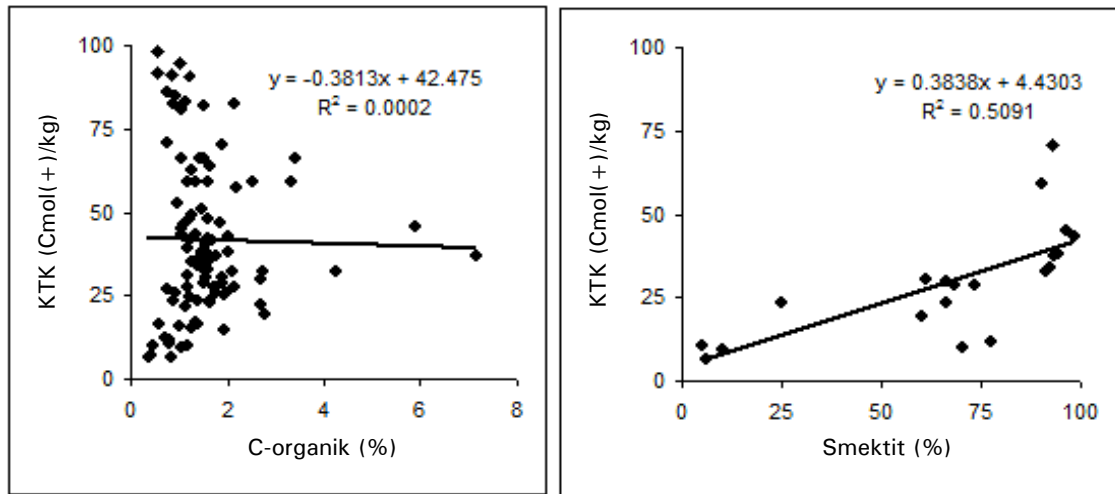 100
75
50
25
0
KTK (Cmol(+)/kg)
y = -0.3813x + 42.475
R² = 0.0002
0 2 4 6 8
C-organik (%)
100
75
50
25
0
KTK (Cmol(+)/kg)
y = 0.3838x + 4.4303
R² = 0.5091
0 25 50 75 100
Smektit (%)